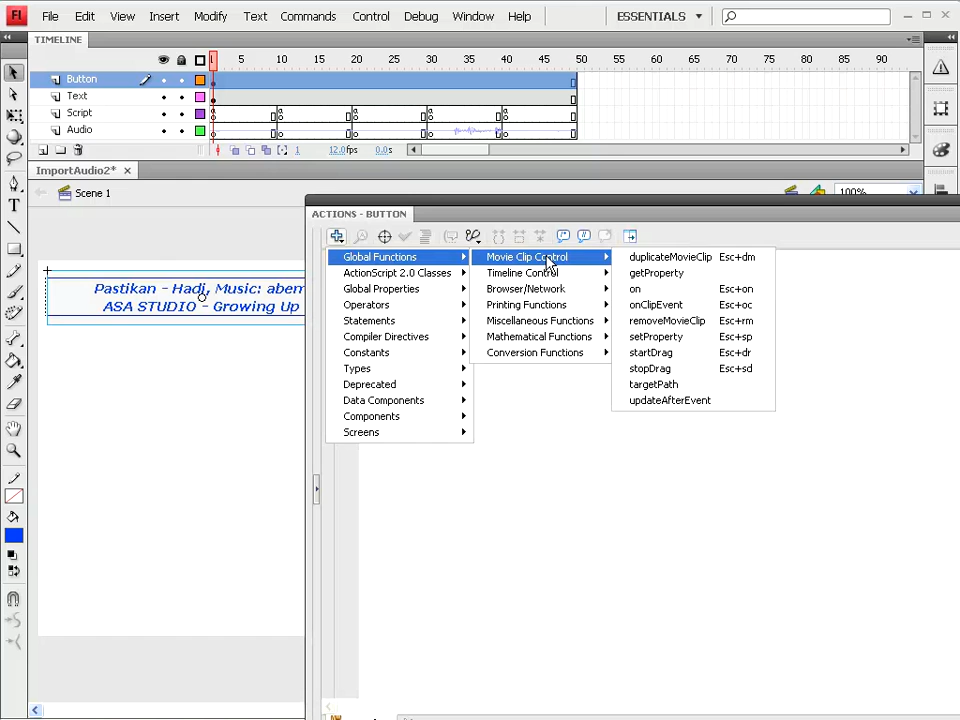 Fl File Edit View Insert Modify Text Commands Control Debug Window Help ESSENTIALS
TIMELINE
1 5 10 15 20 25 30 35 40 45 50 55 60 65 70 75 80 85 90
Button
Text
Script
Audio
1 12.0fps 0.0s
ImportAudio2*
Scene 1 100%
ACTIONS - BUTTON
Pastikan - Hadi, Music: abem
ASA STUDIO - Growing Up
Global Functions
ActionScript 2.0 Classes
Global Properties
Operators
Statements
Compiler Directives
Constants
Types
Deprecated
Data Components
Components
Screens
Movie Clip Control
Timeline Control
Browser/Network
Printing Functions
Miscellaneous Functions
Mathematical Functions
Conversion Functions
duplicateMovieClip Esc+dm
getProperty
on Esc+on
onClipEvent Esc+oc
removeMovieClip Esc+rm
setProperty Esc+sp
startDrag Esc+dr
stopDrag Esc+sd
targetPath
updateAfterEvent